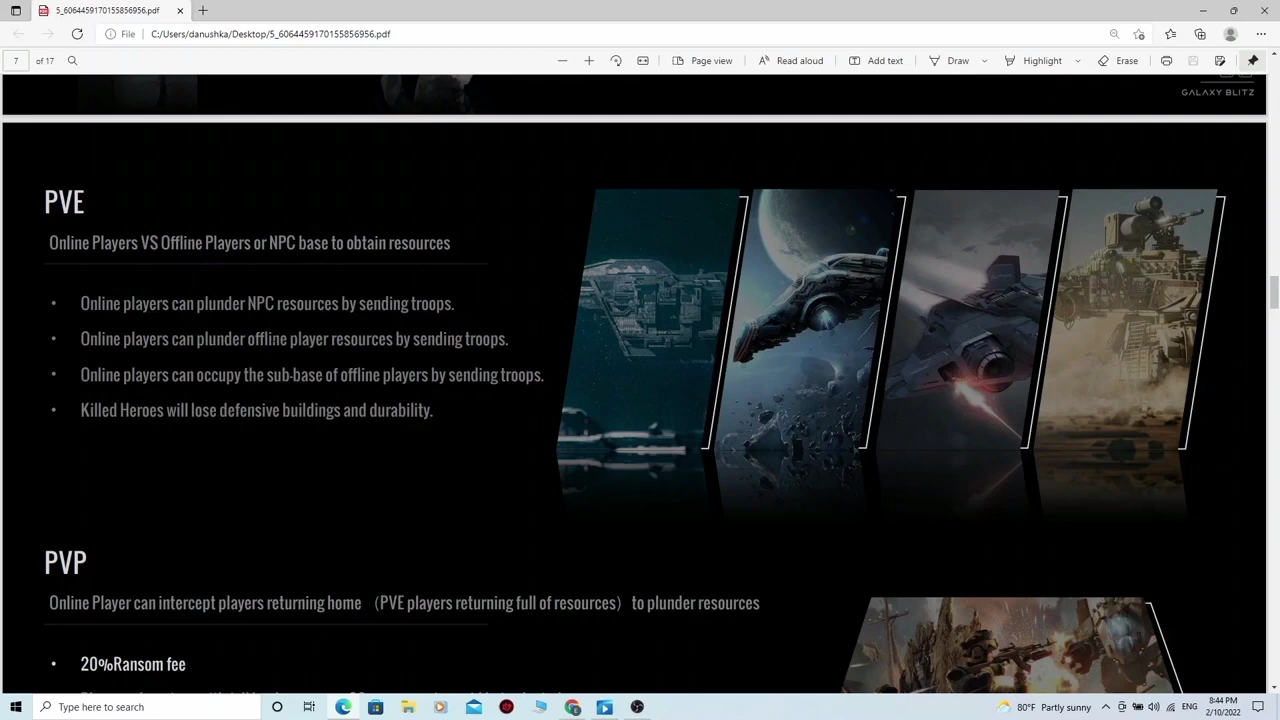 5_6064459170155856956.pdf
File
C:/Users/danushka/Desktop/5_6064459170155856956.pdf
7 of 17
Page view
Read aloud
Add text
Draw
Highlight
Erase
GALAXY BLITZ
PVE
Online Players VS Offline Players or NPC base to obtain resources
• Online players can plunder NPC resources by sending troops.
• Online players can plunder offline player resources by sending troops.
• Online players can occupy the sub-base of offline players by sending troops.
• Killed Heroes will lose defensive buildings and durability.
PVP
Online Player can intercept players returning home （PVE players returning full of resources） to plunder resources
• 20%Ransom fee
Type here to search
80°F Partly sunny
ENG
8:44 PM
2/10/2022